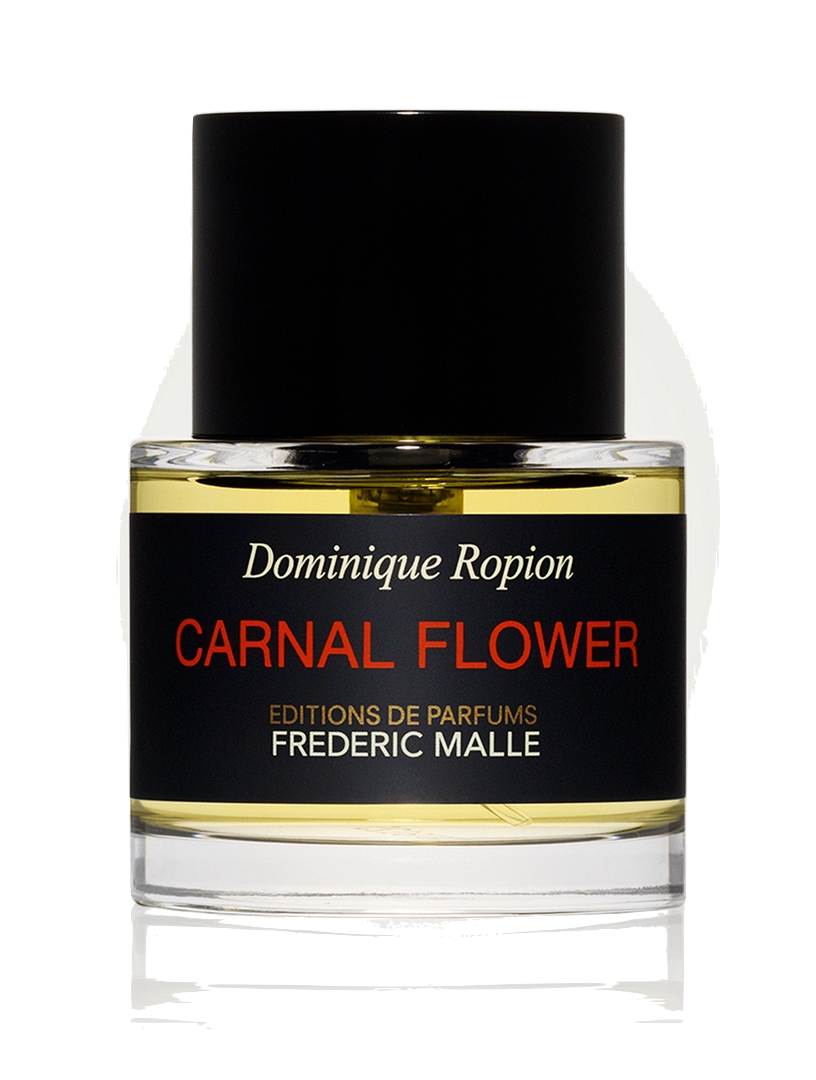 Dominique Ropion
CARNAL FLOWER
EDITIONS DE PARFUMS
FREDERIC MALLE